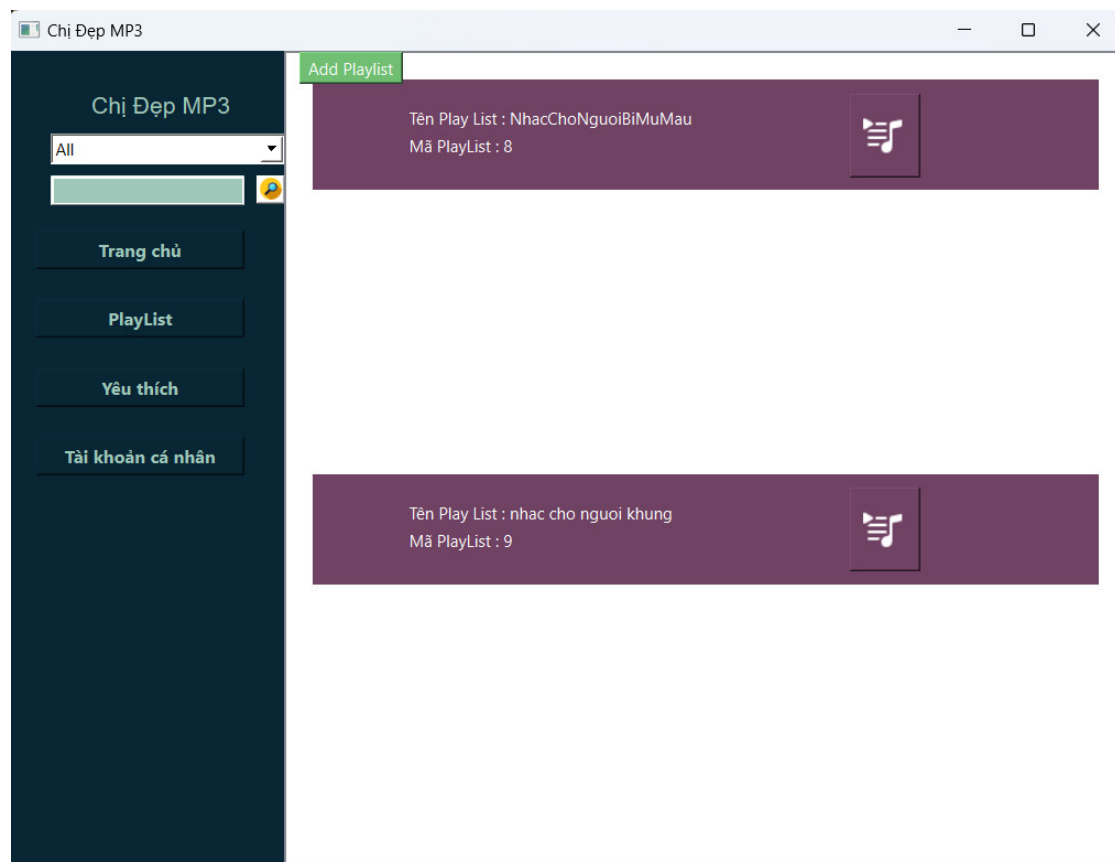 Chị Đẹp MP3
Chị Đẹp MP3
All
Trang chủ
PlayList
Yêu thích
Tài khoản cá nhân
Add Playlist
Tên Play List : NhacChoNguoiBiMuMau
Mã PlayList : 8
Tên Play List : nhac cho nguoi khung
Mã PlayList : 9